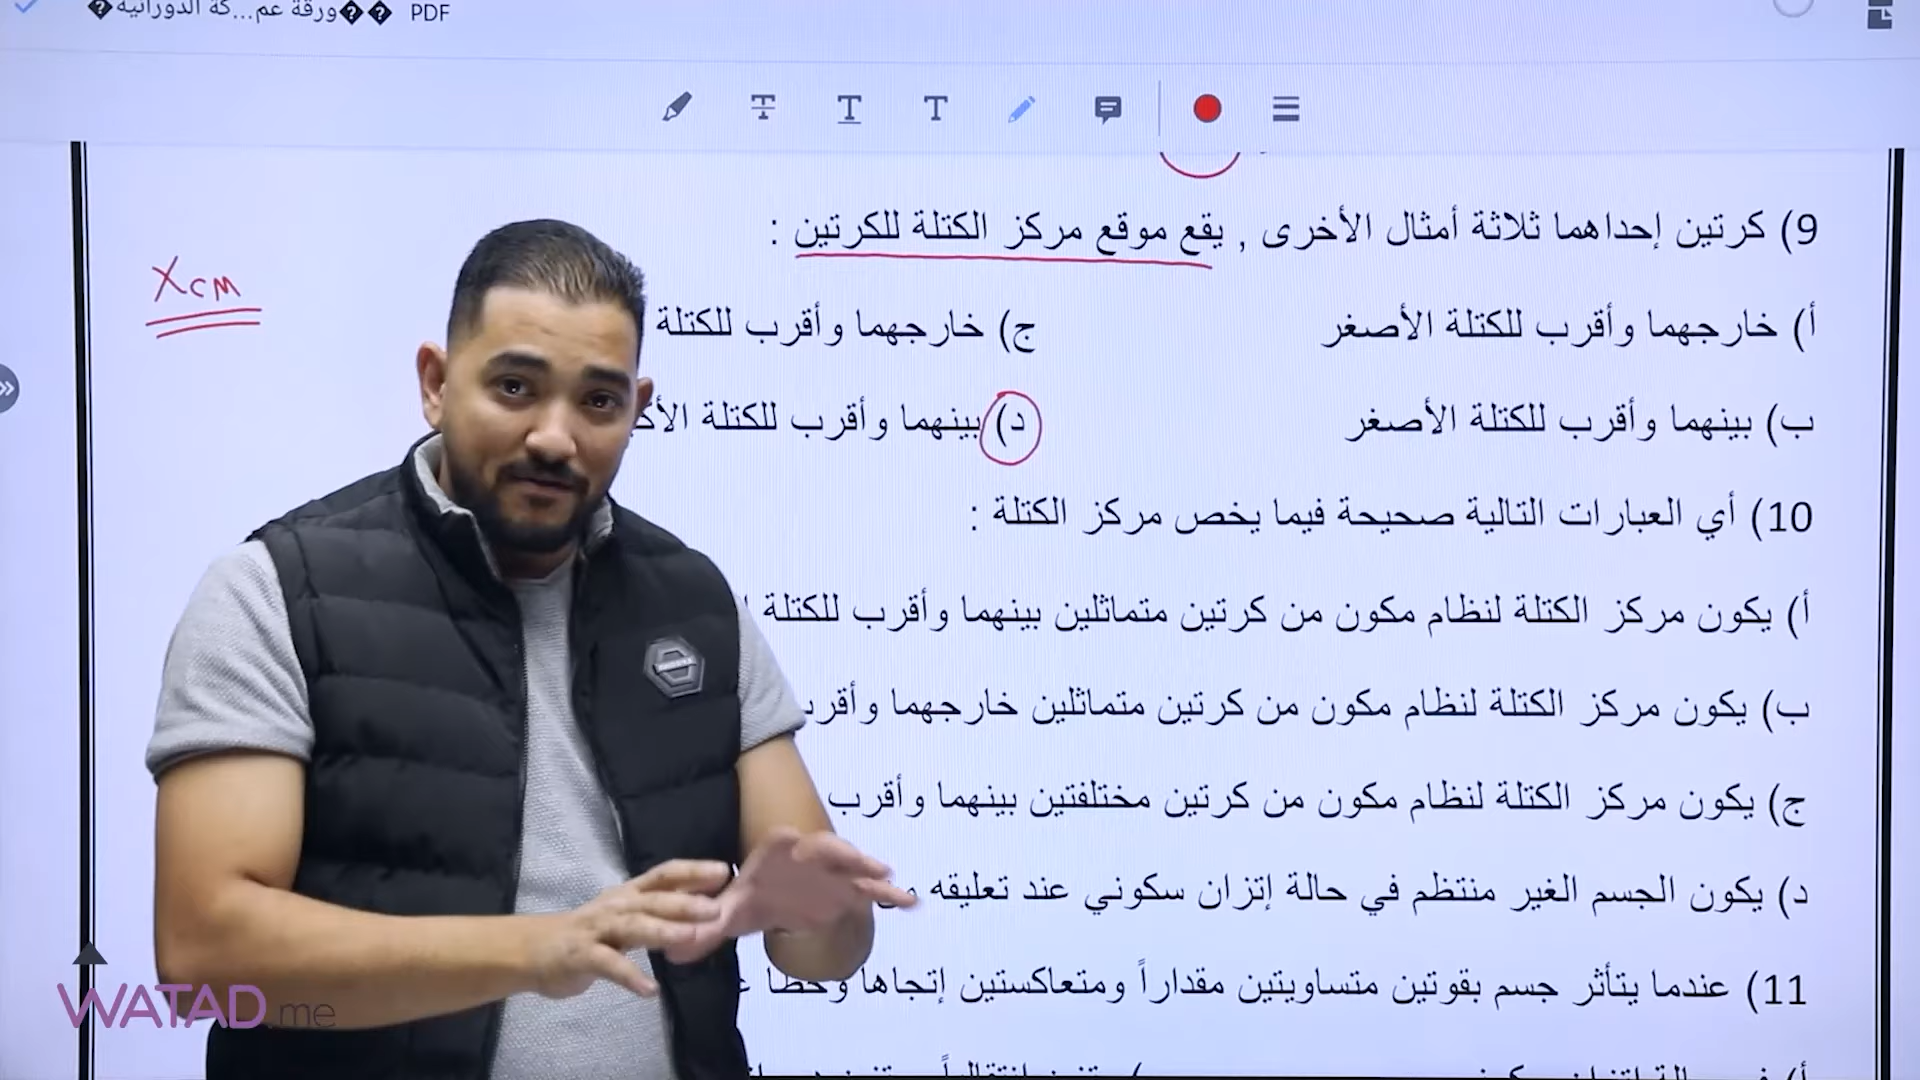 ورقة عم...كة الدورانية PDF
9) كرتين إحداهما ثلاثة أمثال الأخرى , يقع موقع مركز الكتلة للكرتين :
XCM
أ) خارجهما وأقرب للكتلة الأصغر ج) خارجهما وأقرب للكتلة
ب) بينهما وأقرب للكتلة الأصغر د) بينهما وأقرب للكتلة
10) أي العبارات التالية صحيحة فيما يخص مركز الكتلة :
أ) يكون مركز الكتلة لنظام مكون من كرتين متماثلين بينهما وأقرب للكتلة
ب) يكون مركز الكتلة لنظام مكون من كرتين متماثلين خارجهما وأقرب
ج) يكون مركز الكتلة لنظام مكون من كرتين مختلفتين بينهما وأقرب
د) يكون الجسم الغير منتظم في حالة إتزان سكوني عند تعليقه من
11) عندما يتأثر جسم بقوتين متساويتين مقداراً ومتعاكستين إتجاها وخطا
WATAD.me